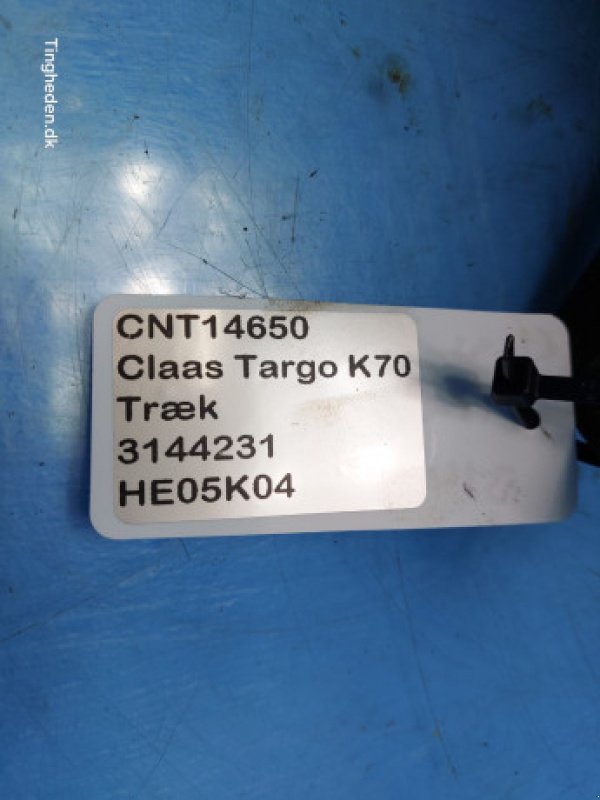 Tingheden.dk
CNT14650
Claas Targo K70
Træk
3144231
HE05K04